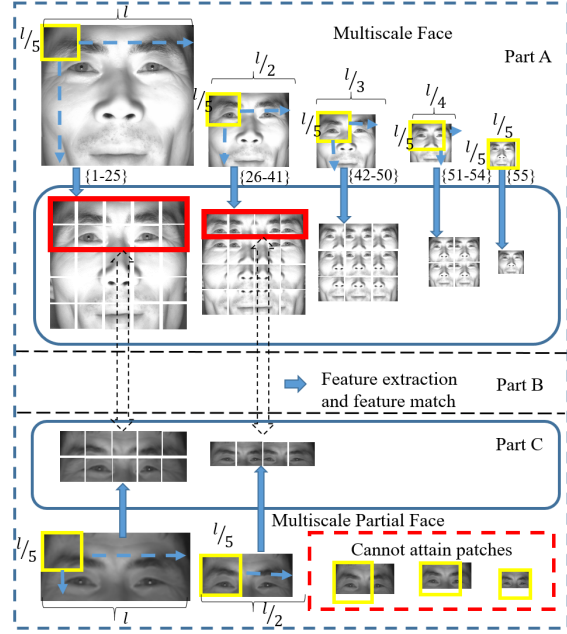 l
Multiscale Face
Part A
l/5
l/2
l/3
l/4
l/5
l/5
l/5
l/5
l/5
{1-25}
{26-41}
{42-50}
{51-54}
{55}
Feature extraction
and feature match
Part B
Part C
Multiscale Partial Face
l/5
l/5
Cannot attain patches
l
l/2